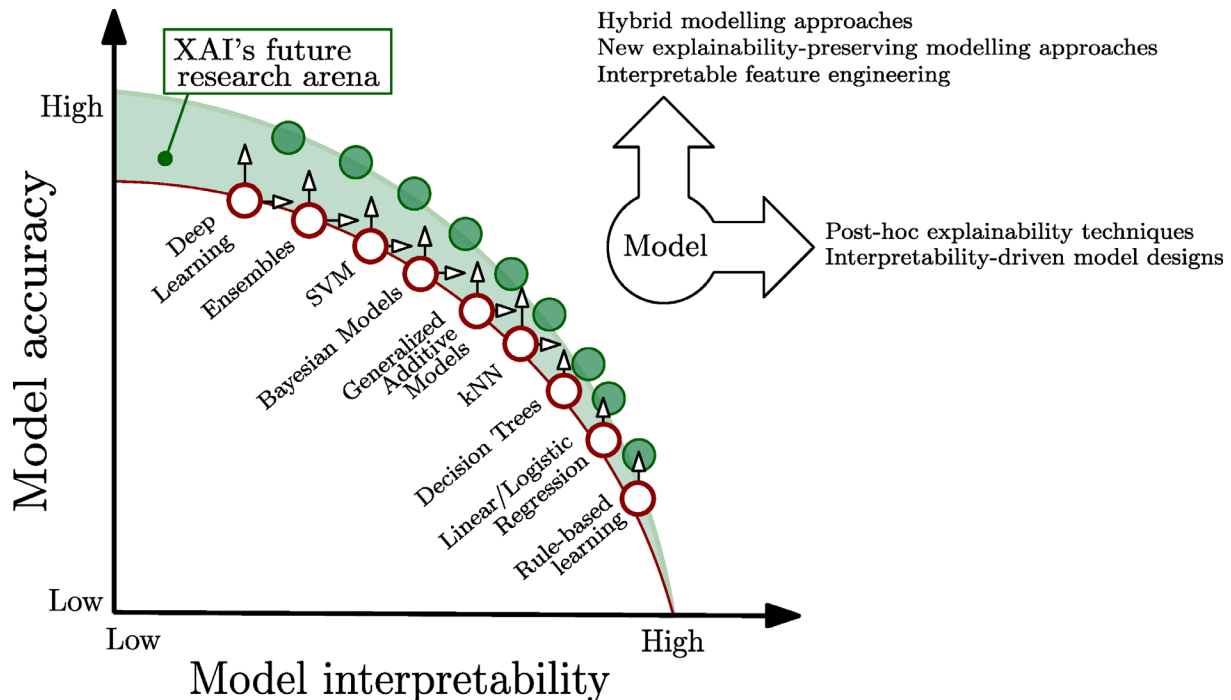 XAI's future
research arena
High
Model accuracy
Low
Low
High
Model interpretability
Deep
Learning
Ensembles
SVM
Bayesian Models
Generalized
Additive
Models
kNN
Decision Trees
Linear/Logistic
Regression
Rule-based
learning
Hybrid modelling approaches
New explainability-preserving modelling approaches
Interpretable feature engineering
Model
Post-hoc explainability techniques
Interpretability-driven model designs